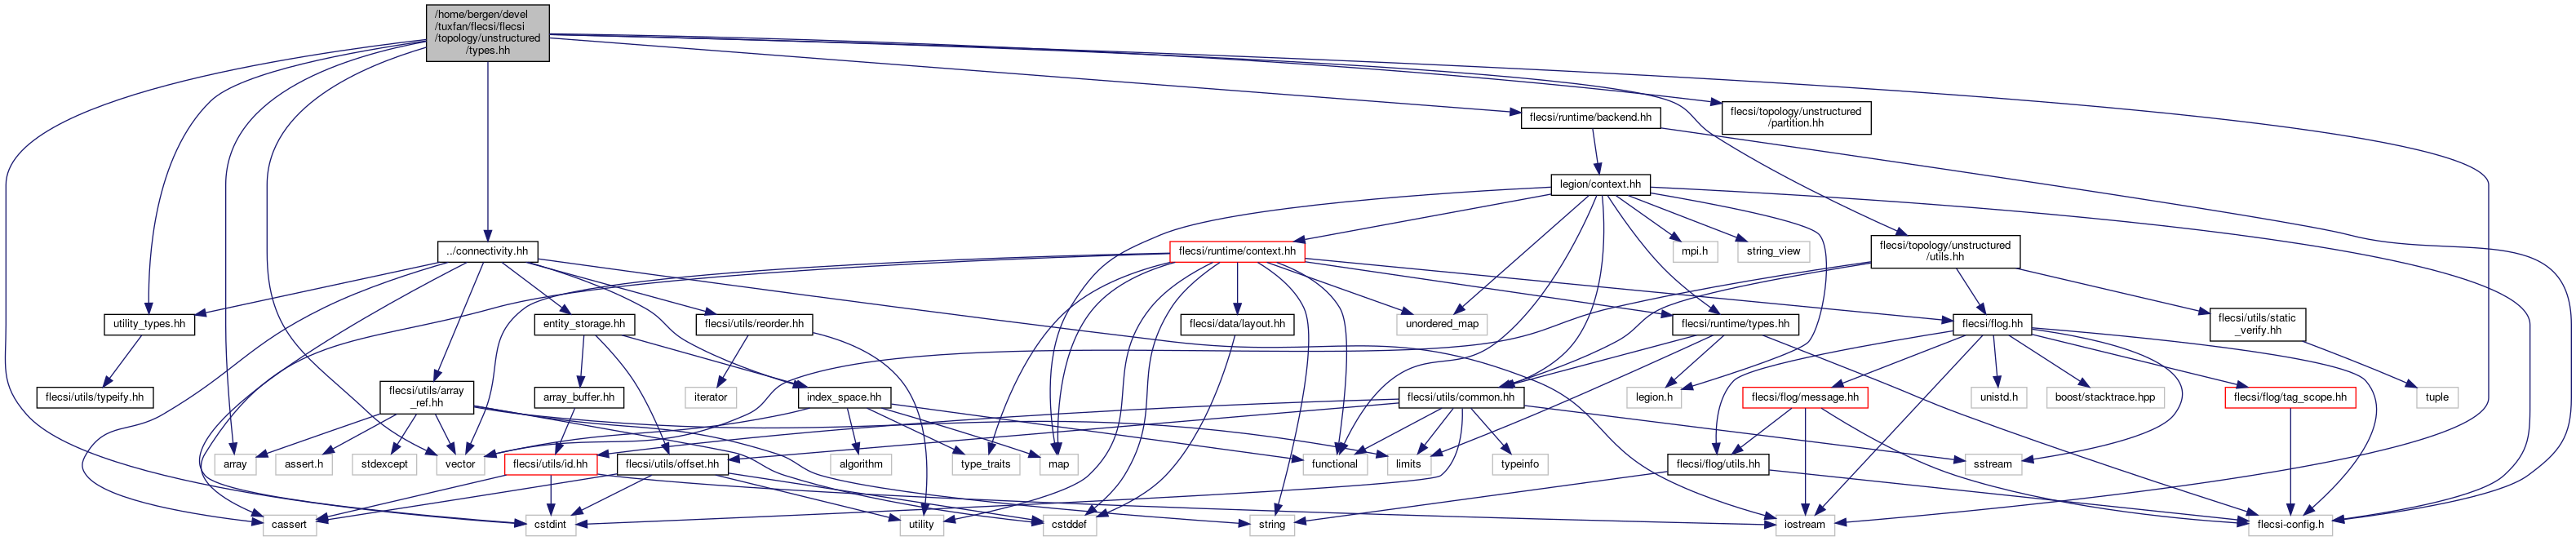 /home/bergen/devel
/tuxfan/flecsi/flecsi
/topology/unstructured
/types.hh
flecsi/runtime/backend.hh
flecsi/topology/unstructured
/partition.hh
legion/context.hh
../connectivity.hh
flecsi/runtime/context.hh
mpi.h
string_view
flecsi/topology/unstructured
/utils.hh
utility_types.hh
entity_storage.hh
flecsi/utils/reorder.hh
flecsi/data/layout.hh
unordered_map
flecsi/runtime/types.hh
flecsi/flog.hh
flecsi/utils/static
_verify.hh
flecsi/utils/typeify.hh
flecsi/utils/array
_ref.hh
array_buffer.hh
iterator
index_space.hh
flecsi/utils/common.hh
legion.h
flecsi/flog/message.hh
unistd.h
boost/stacktrace.hpp
flecsi/flog/tag_scope.hh
tuple
array
assert.h
stdexcept
vector
flecsi/utils/id.hh
flecsi/utils/offset.hh
algorithm
type_traits
map
functional
limits
typeinfo
flecsi/flog/utils.hh
sstream
cassert
cstdint
utility
cstddef
string
iostream
flecsi-config.h